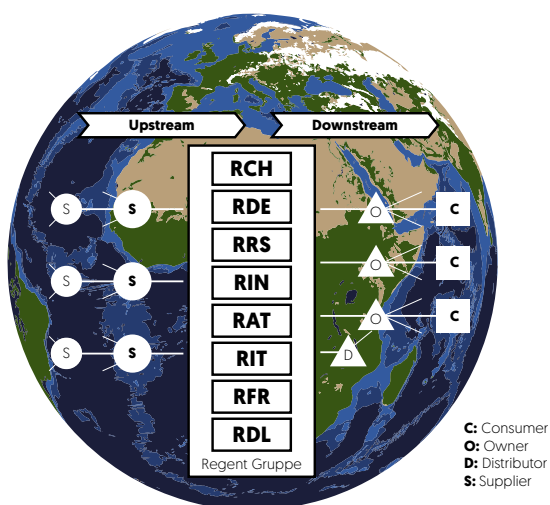 Upstream
Downstream
RCH
S
S
RDE
O
C
RRS
O
C
S
S
RIN
RAT
O
C
S
S
RIT
D
RFR
RDL
Regent Gruppe
C: Consumer
O: Owner
D: Distributor
S: Supplier